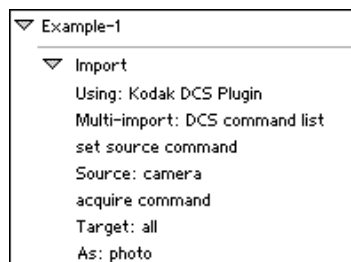 Example-1
Import
Using: Kodak DCS Plugin
Multi-import: DCS command list
set source command
Source: camera
acquire command
Target: all
As: photo